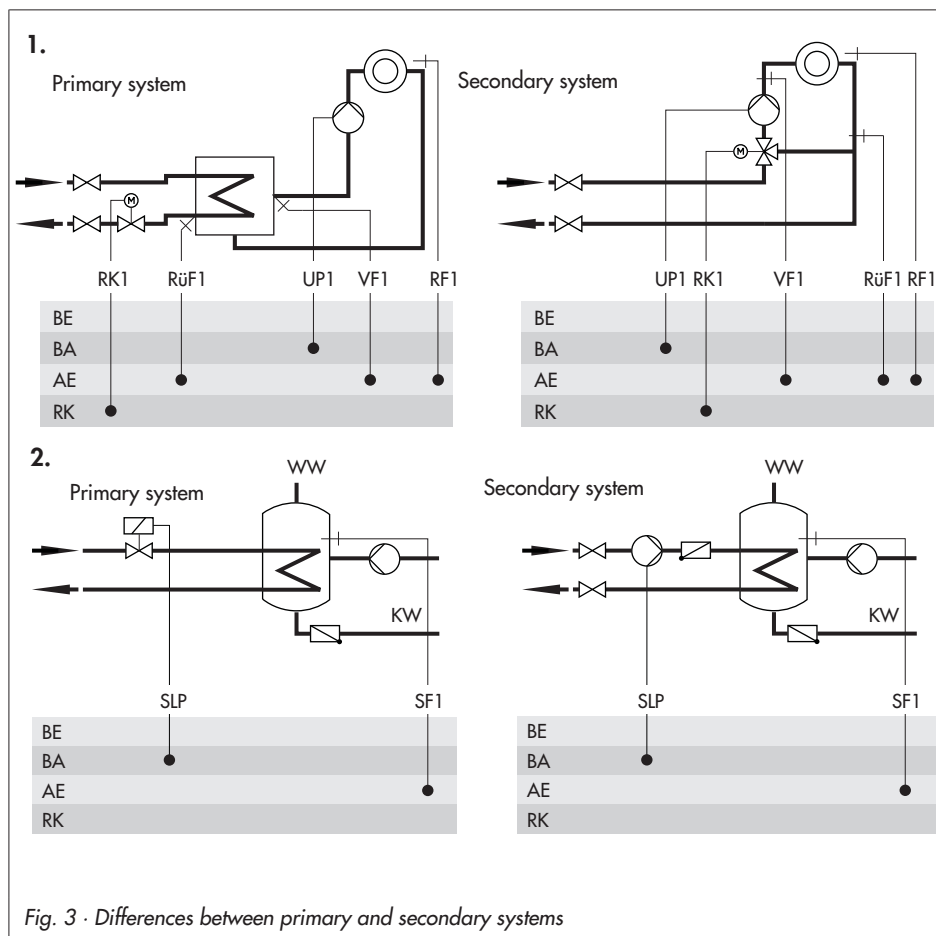 1.
Primary system
Secondary system
M
M
RK1 RüF1 UP1 VF1 RF1
UP1 RK1 VF1 RüF1 RF1
BE
BA
AE
RK
BE
BA
AE
RK
2.
Primary system
WW
Secondary system
WW
KW
KW
SLP SF1
SLP SF1
BE
BA
AE
RK
BE
BA
AE
RK
Fig. 3 · Differences between primary and secondary systems